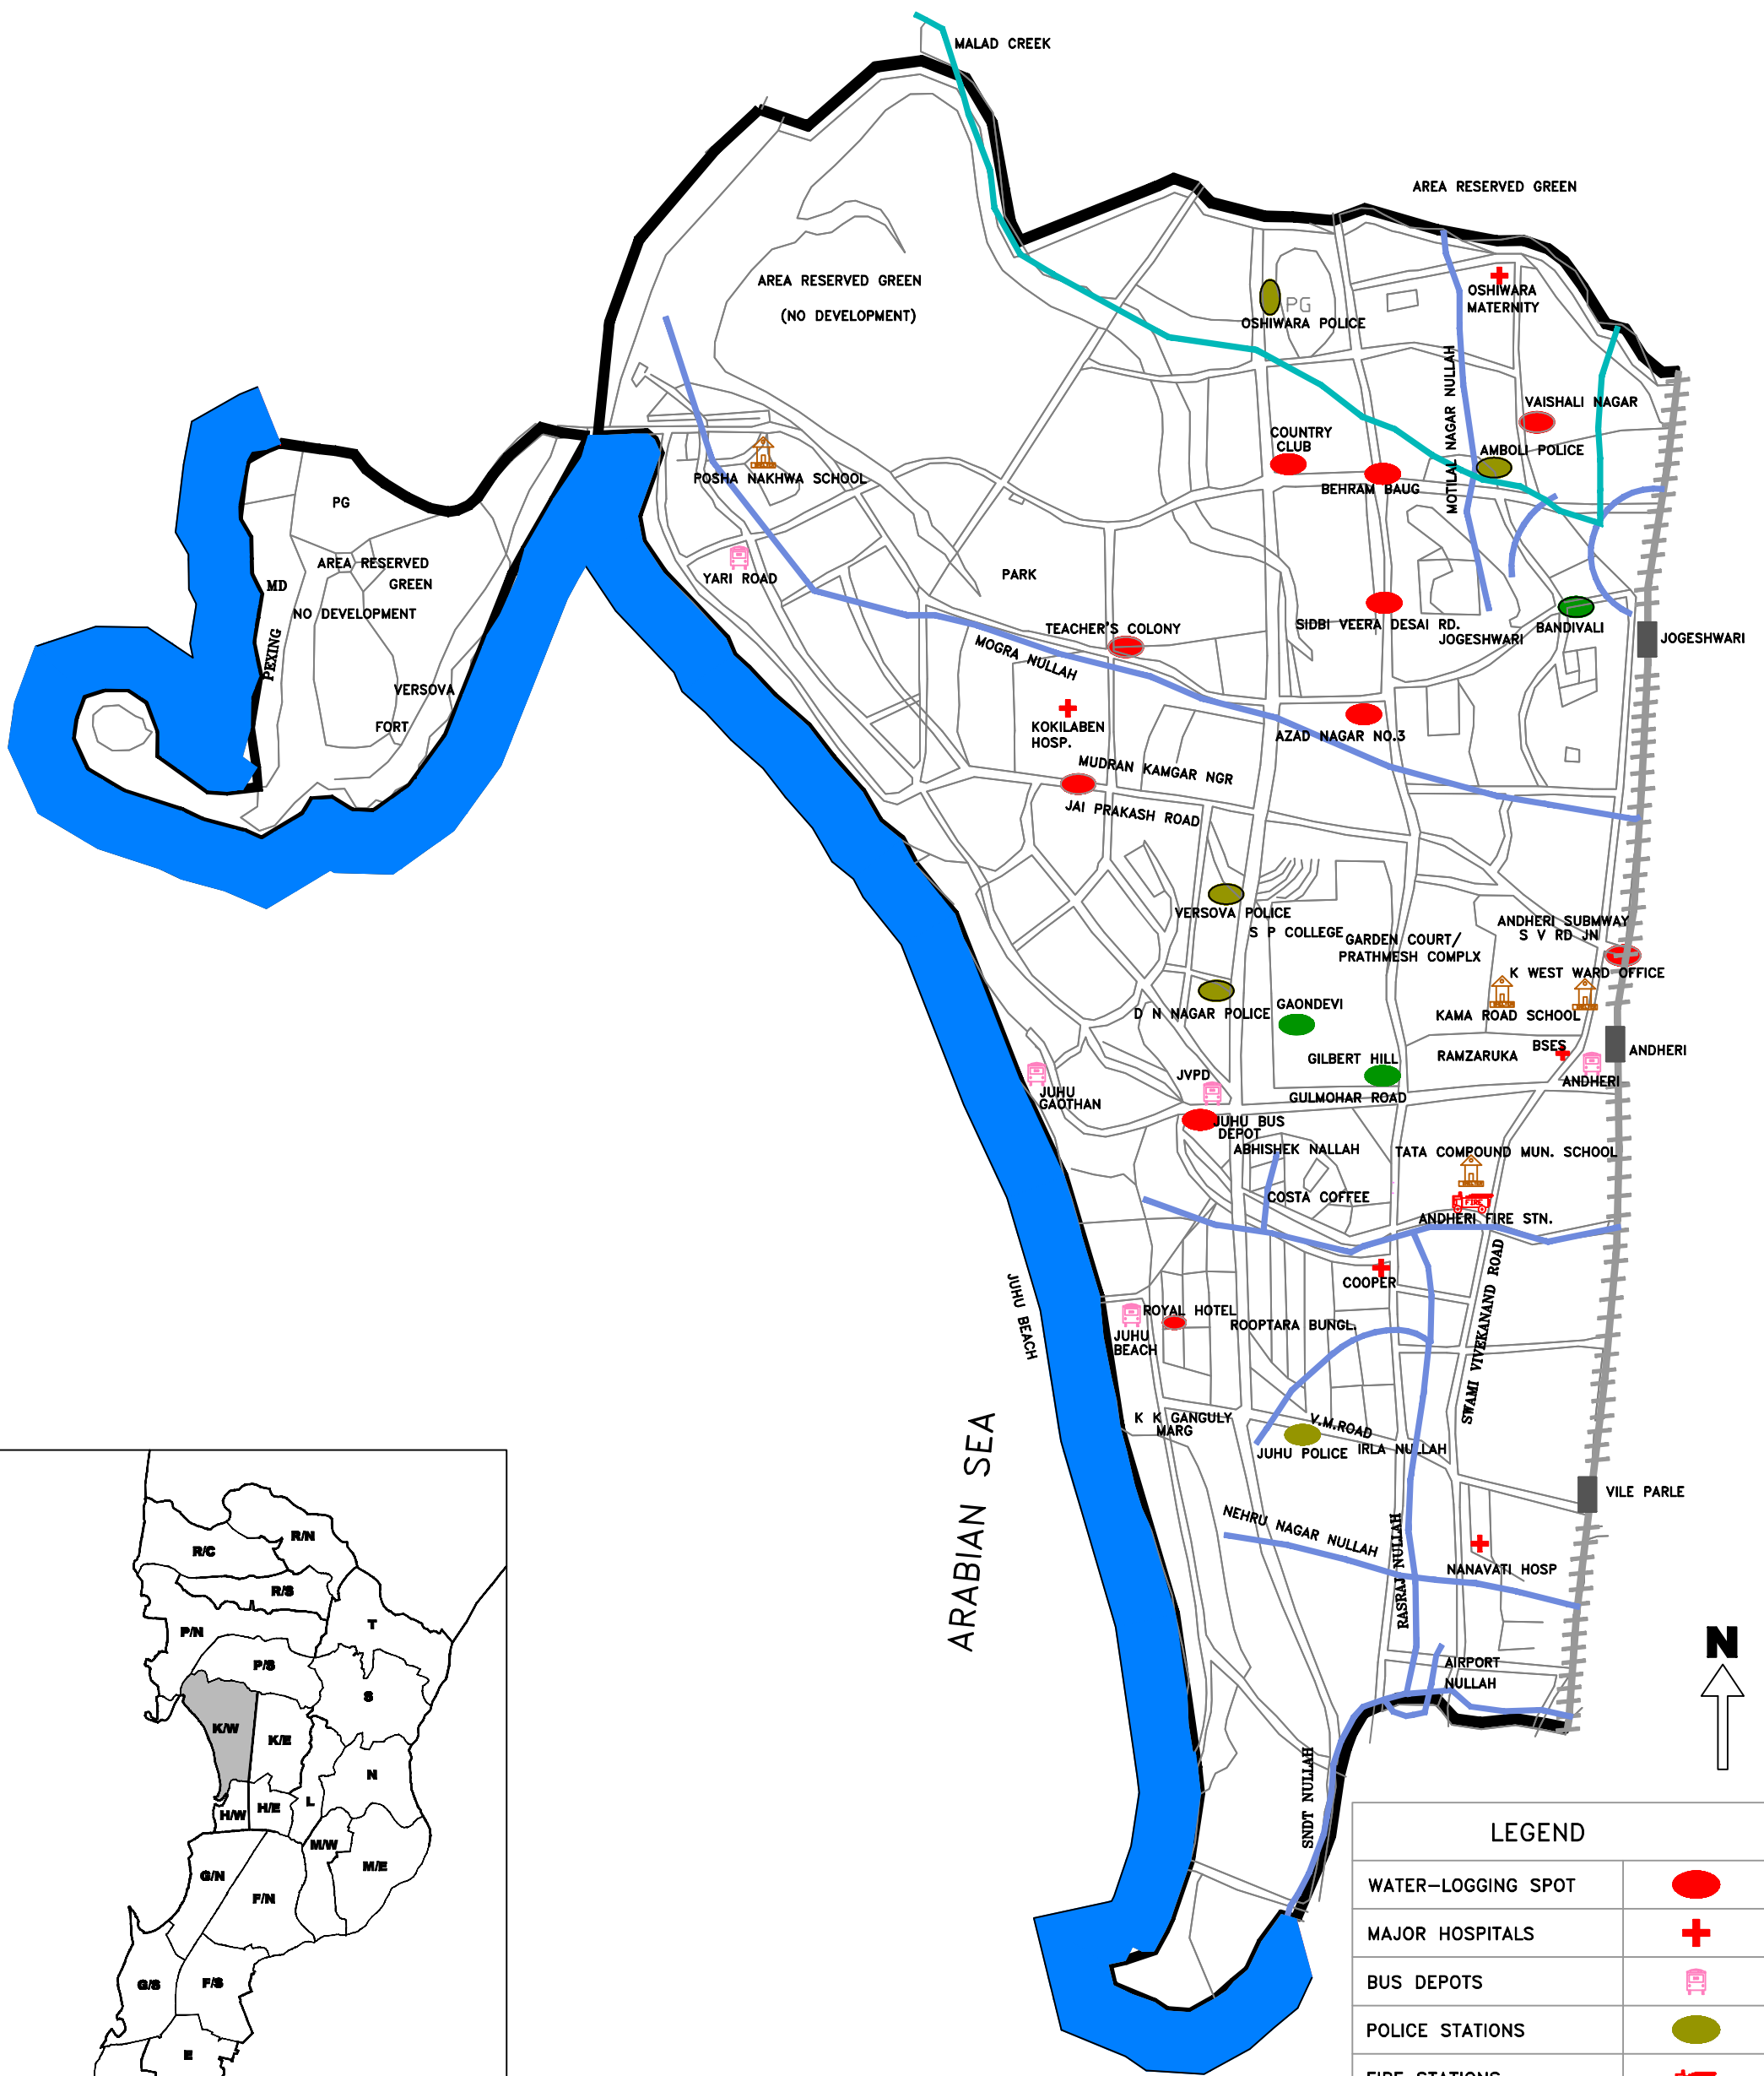 MALAD CREEK
AREA RESERVED GREEN
AREA RESERVED GREEN
(NO DEVELOPMENT)
PG
OSHIWARA POLICE
OSHIWARA
MATERNITY
MOTILAL NAGAR NULLAH
VAISHALI NAGAR
COUNTRY
CLUB
AMBOLI POLICE
BEHRAM BAUG
POSHA NAKHWA SCHOOL
PG
AREA RESERVED
GREEN
MD
NO DEVELOPMENT
PEXING
VERSOVA
FORT
YARI ROAD
PARK
TEACHER'S COLONY
MOGRA NULLAH
SIDBI VEERA DESAI RD.
JOGESHWARI
BANDIVALI
JOGESHWARI
KOKILABEN
HOSP.
AZAD NAGAR NO.3
MUDRAN KAMGAR NGR
JAI PRAKASH ROAD
VERSOVA POLICE
S P COLLEGE
GARDEN COURT/
PRATHMESH COMPLX
ANDHERI SUBMWAY
S V RD JN
K WEST WARD OFFICE
D N NAGAR POLICE
GAONDEVI
KAMA ROAD SCHOOL
GILBERT HILL
RAMZARUKA
BSES
ANDHERI
ANDHERI
JVPD
JUHU
GAOTHAN
GULMOHAR ROAD
JUHU BUS
DEPOT
ABHISHEK NALLAH
TATA COMPOUND MUN. SCHOOL
COSTA COFFEE
FIRE
ANDHERI FIRE STN.
COOPER
SWAMI VIVEKANAND ROAD
JUHU BEACH
ROYAL HOTEL
ROOPTARA BUNGL.
JUHU
BEACH
K K GANGULY
MARG
V.M.ROAD
JUHU POLICE
IRLA NULLAH
ARABIAN SEA
VILE PARLE
NEHRU NAGAR NULLAH
RASRAJ NULLAH
NANAVATI HOSP
AIRPORT
NULLAH
SNDT NULLAH
N
R/N
R/C
R/S
P/N
T
P/S
S
K/W
K/E
N
H/W
H/E
L
M/W
M/E
G/N
F/N
G/S
F/S
E
LEGEND
WATER-LOGGING SPOT
MAJOR HOSPITALS
BUS DEPOTS
POLICE STATIONS
FIRE STATIONS